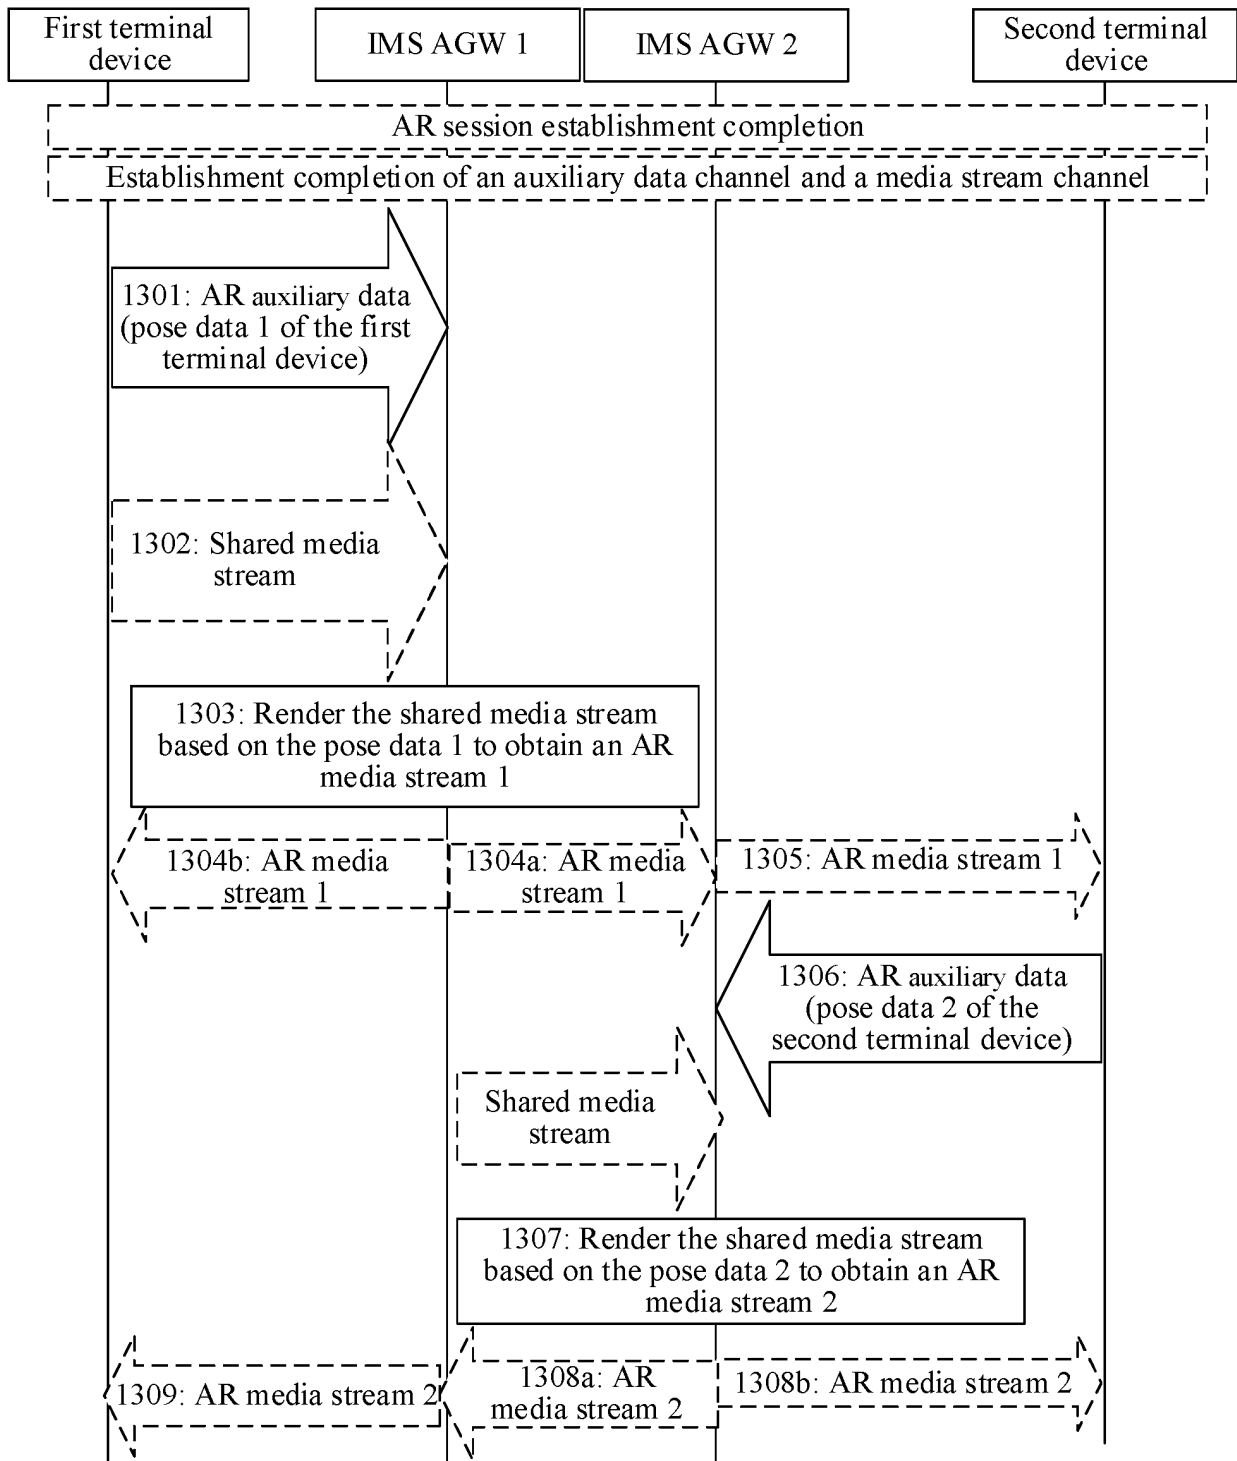 First terminal
device
IMS AGW 1
IMS AGW 2
Second terminal
device
AR session establishment completion
Establishment completion of an auxiliary data channel and a media stream channel
1301: AR auxiliary data
(pose data 1 of the first
terminal device)
1302: Shared media
stream
1303: Render the shared media stream
based on the pose data 1 to obtain an AR
media stream 1
1304b: AR media
stream 1
1304a: AR media
stream 1
1305: AR media stream 1
1306: AR auxiliary data
(pose data 2 of the
second terminal device)
Shared media
stream
1307: Render the shared media stream
based on the pose data 2 to obtain an AR
media stream 2
1309: AR media stream 2
1308a: AR
media stream 2
1308b: AR media stream 2